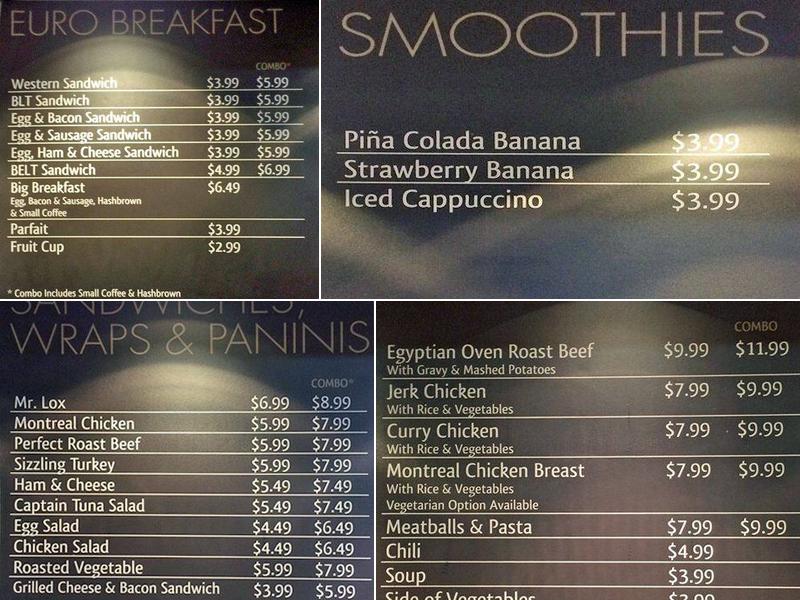 EURO BREAKFAST
COMBO*
Western Sandwich $3.99 $5.99
BLT Sandwich $3.99 $5.99
Egg & Bacon Sandwich $3.99 $5.99
Egg & Sausage Sandwich $3.99 $5.99
Egg, Ham & Cheese Sandwich $3.99 $5.99
BELT Sandwich $4.99 $6.99
Big Breakfast $6.49
Egg, Bacon & Sausage, Hashbrown
& Small Coffee
Parfait $3.99
Fruit Cup $2.99
* Combo Includes Small Coffee & Hashbrown
SMOOTHIES
Piña Colada Banana $3.99
Strawberry Banana $3.99
Iced Cappuccino $3.99
SANDWICHES,
WRAPS & PANINIS
COMBO*
Mr. Lox $6.99 $8.99
Montreal Chicken $5.99 $7.99
Perfect Roast Beef $5.99 $7.99
Sizzling Turkey $5.99 $7.99
Ham & Cheese $5.49 $7.49
Captain Tuna Salad $5.49 $7.49
Egg Salad $4.49 $6.49
Chicken Salad $4.49 $6.49
Roasted Vegetable $5.99 $7.99
Grilled Cheese & Bacon Sandwich $3.99 $5.99
COMBO
Egyptian Oven Roast Beef $9.99 $11.99
With Gravy & Mashed Potatoes
Jerk Chicken $7.99 $9.99
With Rice & Vegetables
Curry Chicken $7.99 $9.99
With Rice & Vegetables
Montreal Chicken Breast $7.99 $9.99
With Rice & Vegetables
Vegetarian Option Available
Meatballs & Pasta $7.99 $9.99
Chili $4.99
Soup $3.99
Side of Vegetables